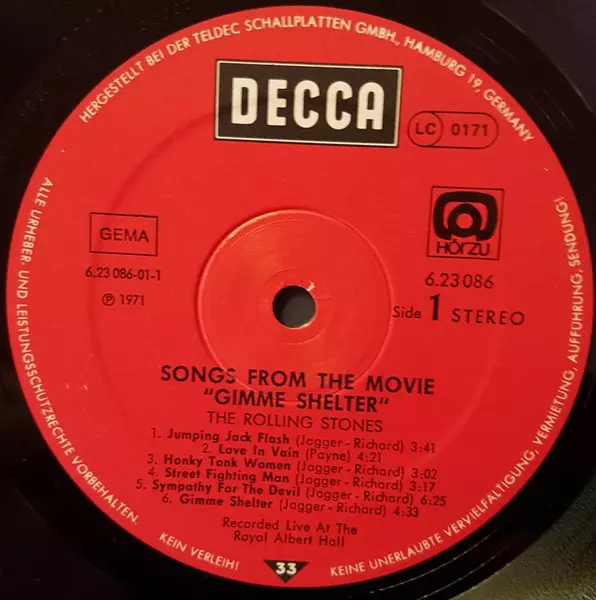 HERGESTELLT BEI DER TELDEC SCHALLPLATTEN GMBH, HAMBURG 19, GERMANY
DECCA
LC 0171
GEMA
HÖRZU
6.23 086-01-1
6.23 086
℗ 1971
Side 1 STEREO
SONGS FROM THE MOVIE
"GIMME SHELTER"
THE ROLLING STONES
1. Jumping Jack Flash (Jagger - Richard) 3:41
2. Love In Vain (Payne) 4:21
3. Honky Tonk Women (Jagger - Richard) 3:02
4. Street Fighting Man (Jagger - Richard) 3:17
5. Sympathy For The Devil (Jagger - Richard) 6:25
6. Gimme Shelter (Jagger - Richard) 4:33
Recorded Live At The
Royal Albert Hall
33
ALLE URHEBER- UND LEISTUNGSSCHUTZRECHTE VORBEHALTEN.
KEIN VERLEIH!
KEINE UNERLAUBTE VERVIELFÄLTIGUNG, VERMIETUNG, AUFFÜHRUNG, SENDUNG!